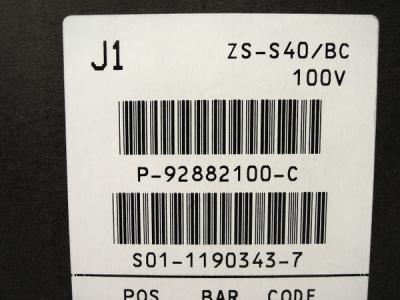 J1 ZS-S40/BC
100V
P-92882100-C
S01-1190343-7
POS BAR CODE